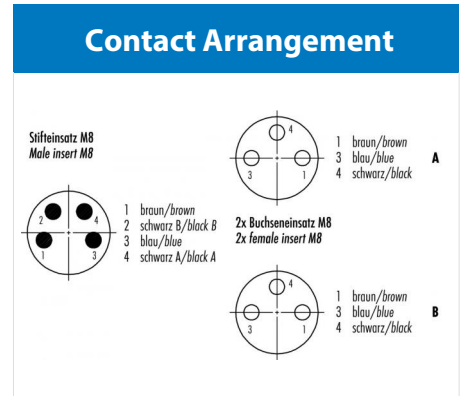 Contact Arrangement
Stifteinsatz M8
Male insert M8
2
4
1
3
1 braun/brown
2 schwarz B/black B
3 blau/blue
4 schwarz A/black A
4
3
1
1 braun/brown
3 blau/blue
4 schwarz/black
A
2x Buchseneinsatz M8
2x female insert M8
4
3
1
1 braun/brown
3 blau/blue
4 schwarz/black
B